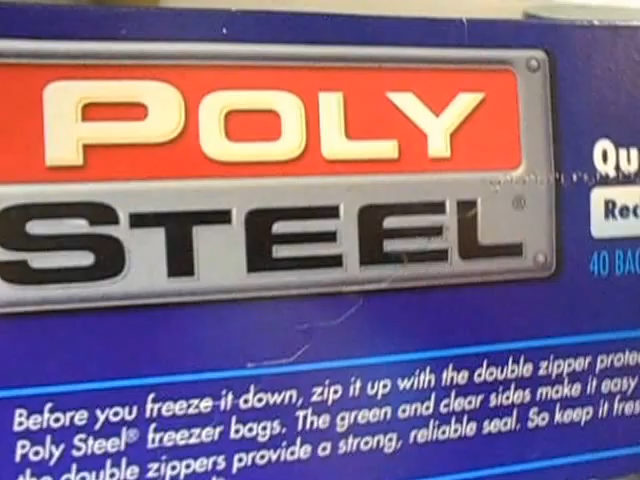 POLY
STEEL®
Qu
Rec
40 BAG
Before you freeze it down, zip it up with the double zipper prote
Poly Steel® freezer bags. The green and clear sides make it easy
the double zippers provide a strong, reliable seal. So keep it fres